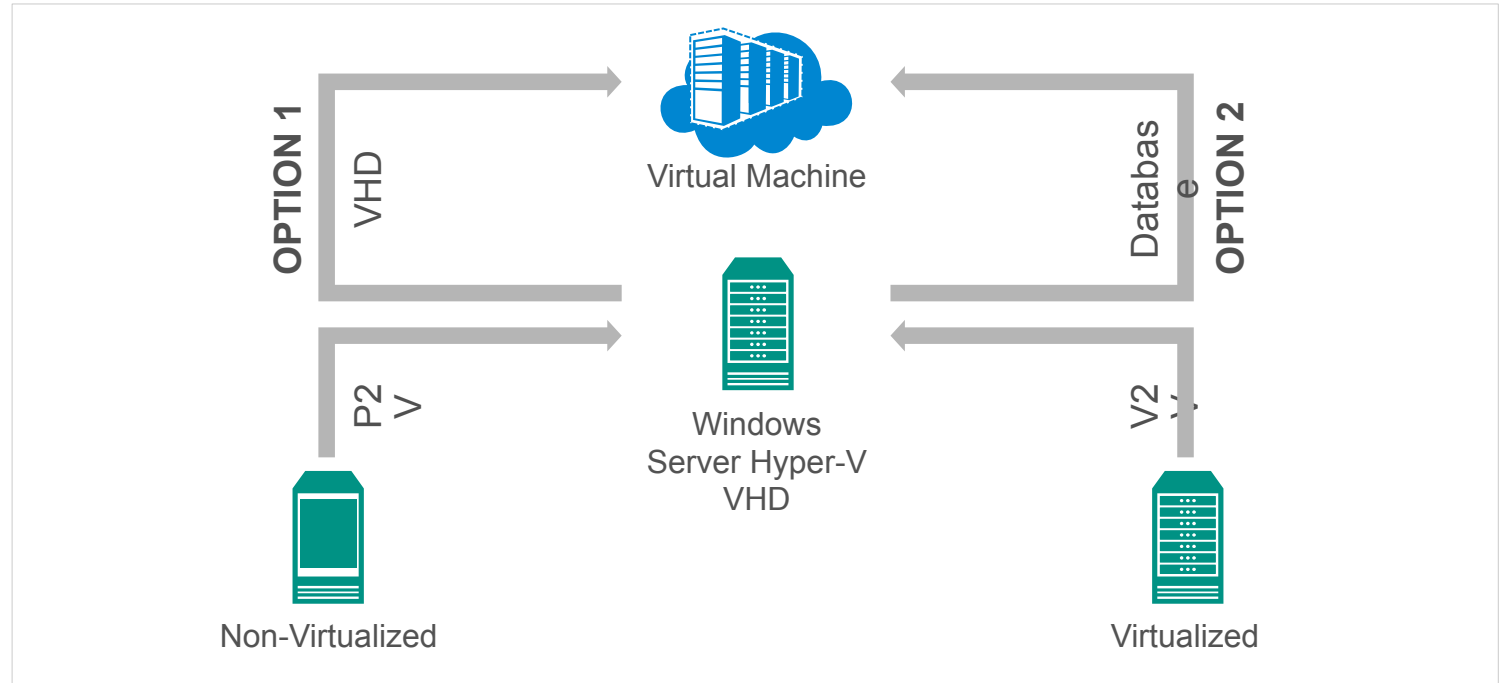 OPTION 1
VHD
Virtual Machine
Databas
e
OPTION 2
P2
V
Windows
Server Hyper-V
VHD
V2
V
Non-Virtualized
Virtualized